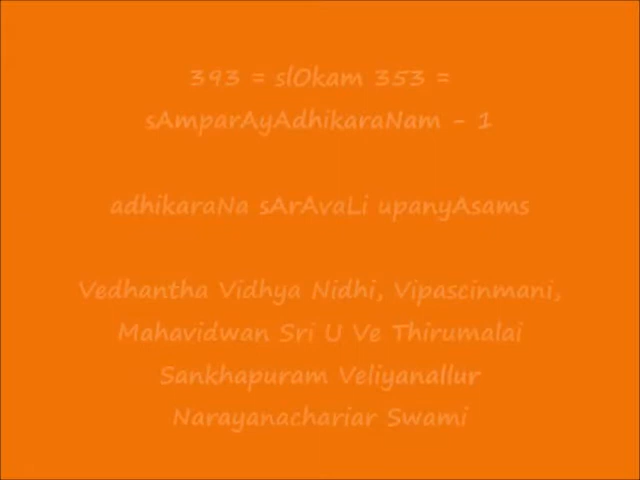 393 = slOkam 353 =
sAmparAyAdhikaraNam - 1
adhikaraNa sArAvaLi upanyAsams
Vedhantha Vidhya Nidhi, Vipascinmani,
Mahavidwan Sri U Ve Thirumalai
Sankhapuram Veliyanallur
Narayanachariar Swami